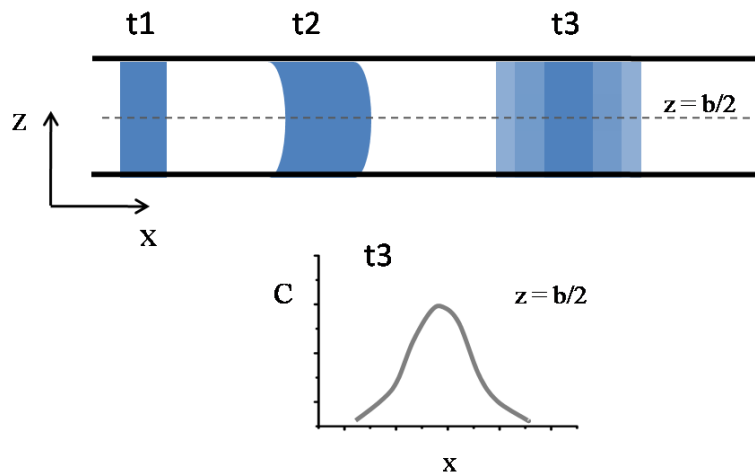 t1 t2 t3
z = b/2
z
x
t3
C
z = b/2
x